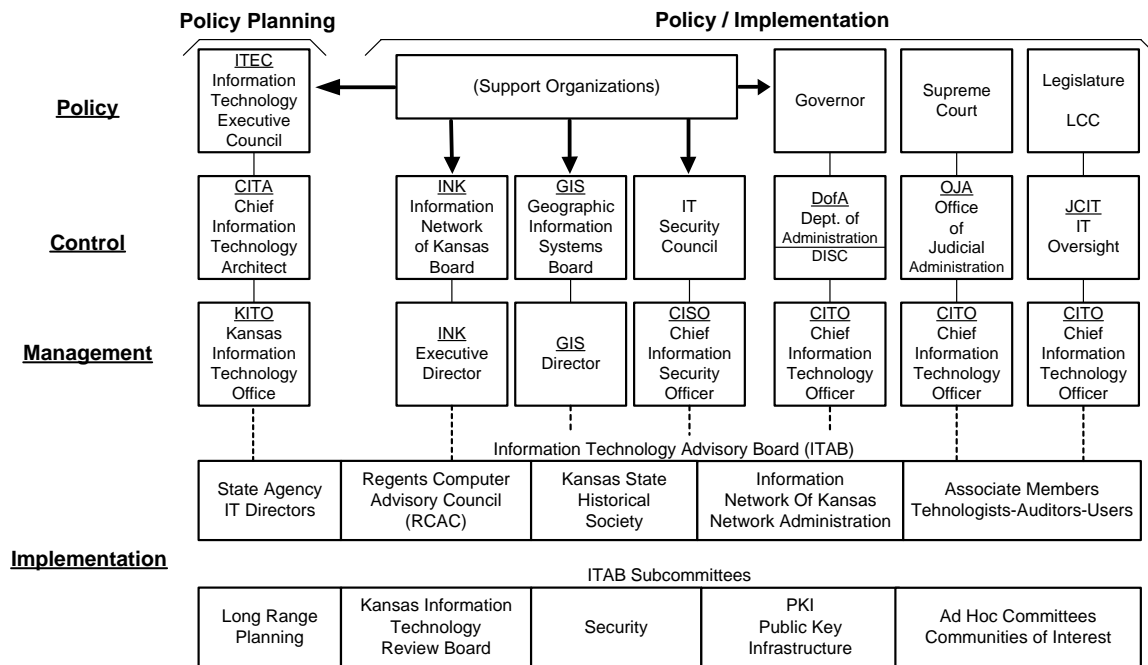 Policy Planning
Policy / Implementation
Policy
ITEC
Information
Technology
Executive
Council
(Support Organizations)
Governor
Supreme
Court
Legislature
LCC
Control
CITA
Chief
Information
Technology
Architect
INK
Information
Network
of Kansas
Board
GIS
Geographic
Information
Systems
Board
IT
Security
Council
DofA
Dept. of
Administration
DISC
OJA
Office
of
Judicial
Administration
JCIT
IT
Oversight
Management
KITO
Kansas
Information
Technology
Office
INK
Executive
Director
GIS
Director
CISO
Chief
Information
Security
Officer
CITO
Chief
Information
Technology
Officer
CITO
Chief
Information
Technology
Officer
CITO
Chief
Information
Technology
Officer
Implementation
Information Technology Advisory Board (ITAB)
State Agency
IT Directors
Regents Computer
Advisory Council
(RCAC)
Kansas State
Historical
Society
Information
Network Of Kansas
Network Administration
Associate Members
Tehnologists-Auditors-Users
ITAB Subcommittees
Long Range
Planning
Kansas Information
Technology
Review Board
Security
PKI
Public Key
Infrastructure
Ad Hoc Committees
Communities of Interest